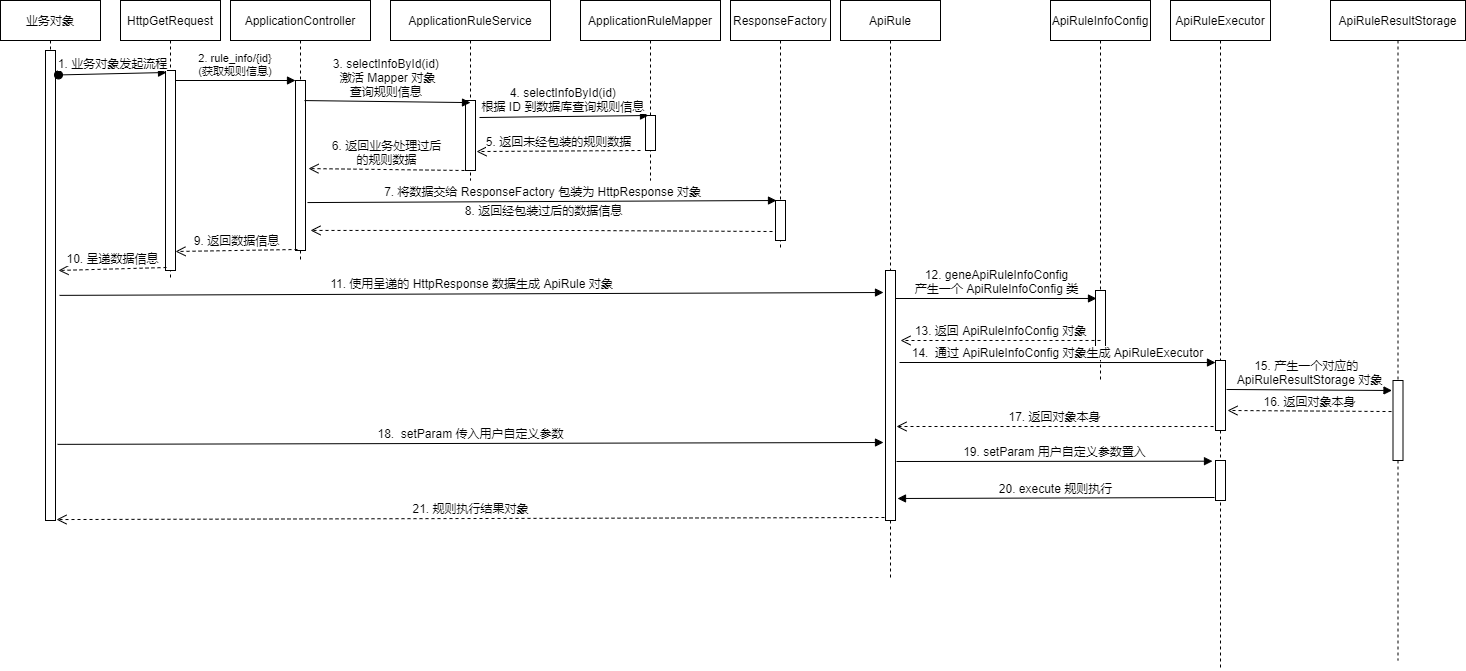 业务对象
HttpGetRequest
ApplicationController
ApplicationRuleService
ApplicationRuleMapper
ResponseFactory
ApiRule
ApiRuleInfoConfig
ApiRuleExecutor
ApiRuleResultStorage
1. 业务对象发起流程
2. rule_info/{id}
(获取规则信息)
3. selectInfoById(id)
激活 Mapper 对象
查询规则信息
4. selectInfoById(id)
根据 ID 到数据库查询规则信息
5. 返回未经包装的规则数据
6. 返回业务处理过后
的规则数据
7. 将数据交给 ResponseFactory 包装为 HttpResponse 对象
8. 返回经包装过后的数据信息
9. 返回数据信息
10. 呈递数据信息
11. 使用呈递的 HttpResponse 数据生成 ApiRule 对象
12. geneApiRuleInfoConfig
产生一个 ApiRuleInfoConfig 类
13. 返回 ApiRuleInfoConfig 对象
14. 通过 ApiRuleInfoConfig 对象生成 ApiRuleExecutor
15. 产生一个对应的
ApiRuleResultStorage 对象
16. 返回对象本身
17. 返回对象本身
18. setParam 传入用户自定义参数
19. setParam 用户自定义参数置入
20. execute 规则执行
21. 规则执行结果对象